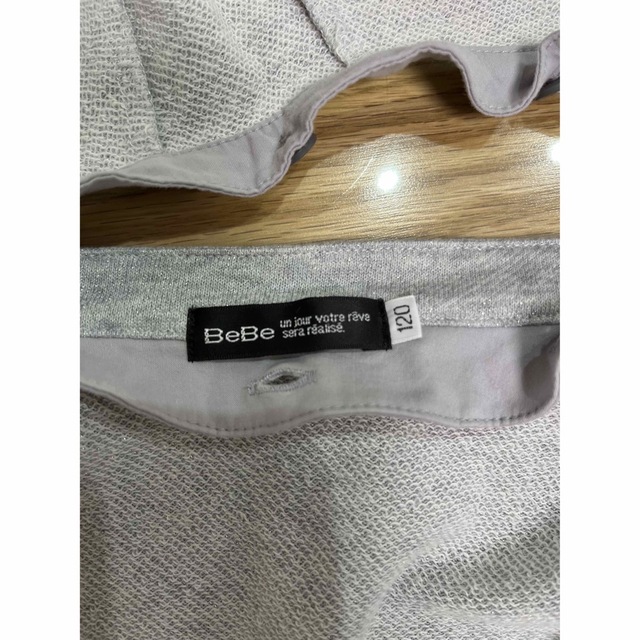 BeBe
un jour votre rêve
sera réalisé.
120